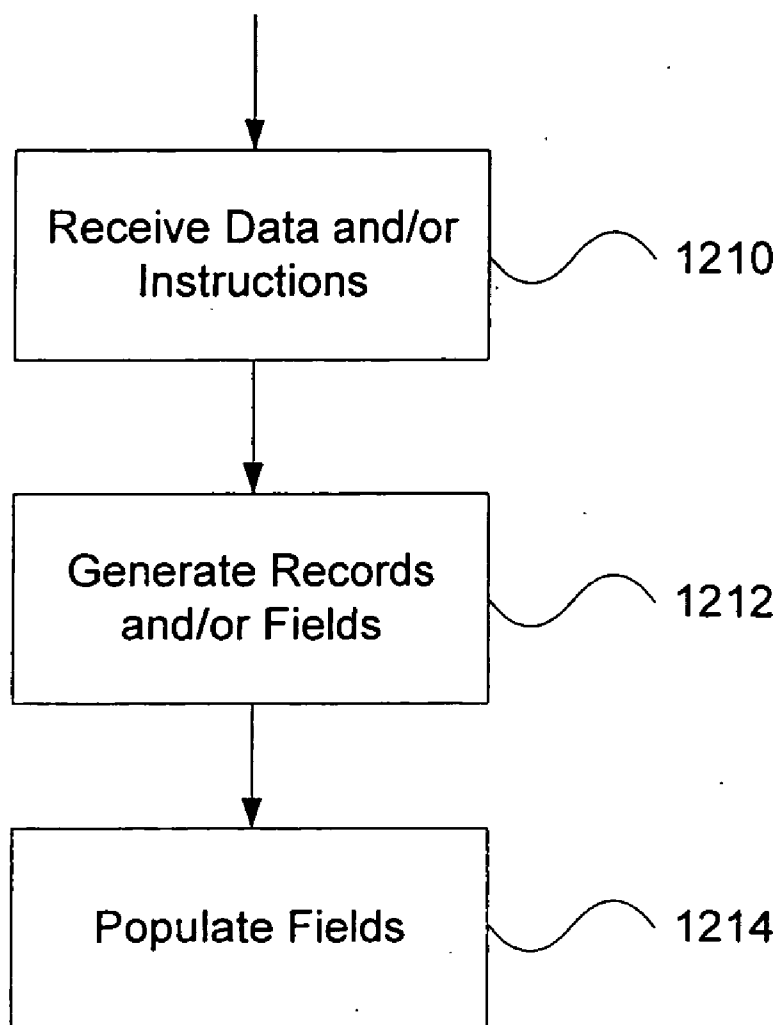 Receive Data and/or
Instructions
1210
Generate Records
and/or Fields
1212
Populate Fields
1214